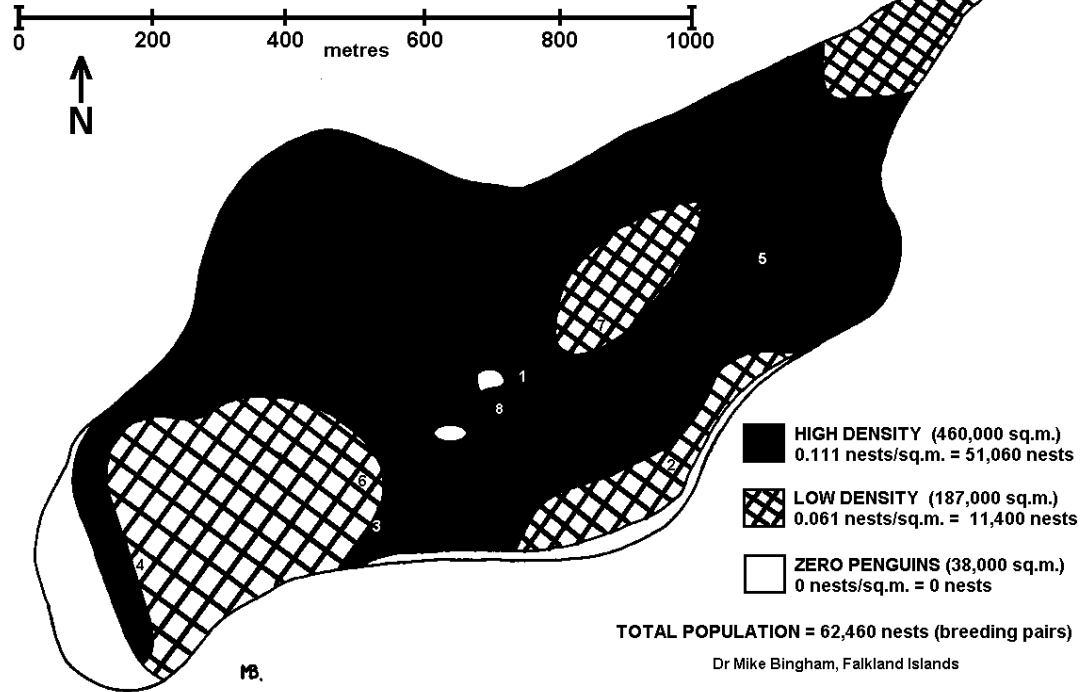 0 200 400 600 800 1000
metres
N
5
7
1
8
2
6
3
4
HIGH DENSITY (460,000 sq.m.)
0.111 nests/sq.m. = 51,060 nests
LOW DENSITY (187,000 sq.m.)
0.061 nests/sq.m. = 11,400 nests
ZERO PENGUINS (38,000 sq.m.)
0 nests/sq.m. = 0 nests
TOTAL POPULATION = 62,460 nests (breeding pairs)
Dr Mike Bingham, Falkland Islands
MB.